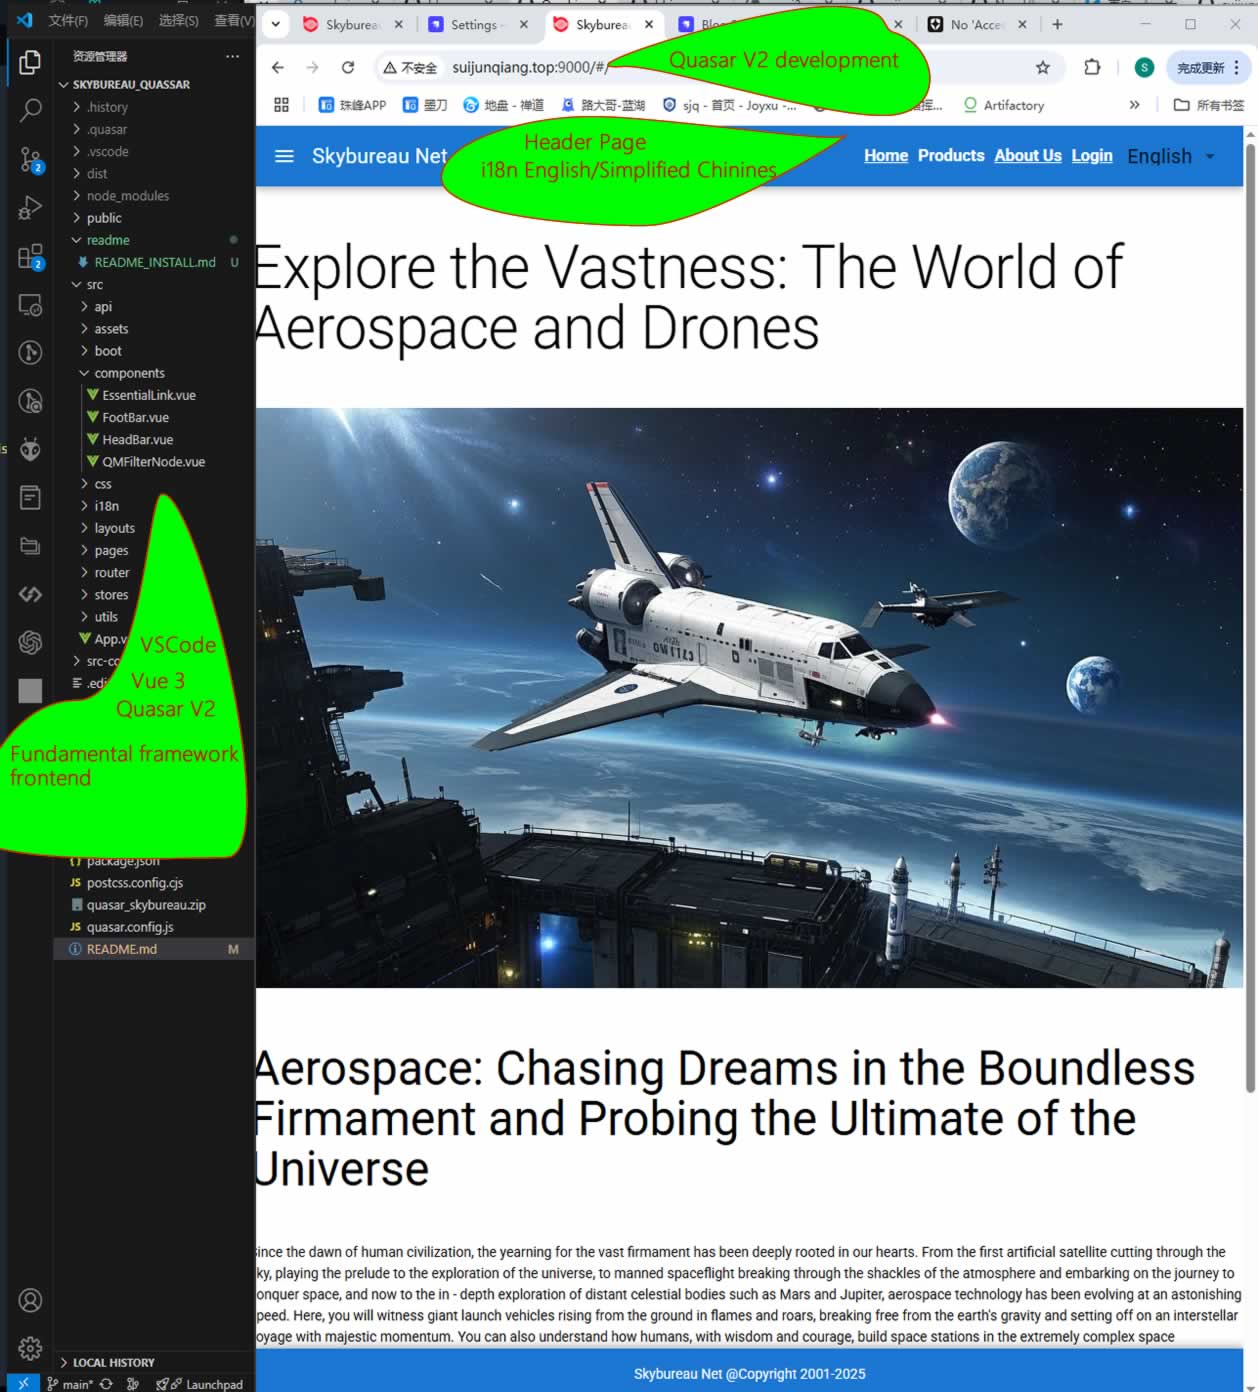 文件(F) 编辑(E) 选择(S) 查看(V)
Skyburea
Settings -
Skyburea
No 'Acce
不安全 suijunqiang.top:9000/#/
完成更新
S
珠峰APP
墨刀
地盘 - 禅道
路大哥-蓝湖
sjq - 首页 - Joyxu -...
Artifactory
所有书签
Quasar V2 development
资源管理器
SKYBUREAU_QUASSAR
.history
.quasar
.vscode
dist
node_modules
public
readme
README_INSTALL.md U
src
api
assets
boot
components
EssentialLink.vue
FootBar.vue
HeadBar.vue
QMFilterNode.vue
css
i18n
layouts
pages
router
stores
utils
App.v
src-co
.edi
VSCode
Vue 3
Quasar V2
Fundamental framework
frontend
package.json
postcss.config.cjs
quasar_skybureau.zip
quasar.config.js
README.md M
LOCAL HISTORY
main*
Launchpad
2
2
Skybureau Net
Header Page
i18n English/Simplified Chinines
Home Products About Us Login English
Explore the Vastness: The World of
Aerospace and Drones
Aerospace: Chasing Dreams in the Boundless
Firmament and Probing the Ultimate of the
Universe
ince the dawn of human civilization, the yearning for the vast firmament has been deeply rooted in our hearts. From the first artificial satellite cutting through the
ky, playing the prelude to the exploration of the universe, to manned spaceflight breaking through the shackles of the atmosphere and embarking on the journey to
onquer space, and now to the in - depth exploration of distant celestial bodies such as Mars and Jupiter, aerospace technology has been evolving at an astonishing
peed. Here, you will witness giant launch vehicles rising from the ground in flames and roars, breaking free from the earth's gravity and setting off on an interstellar
oyage with majestic momentum. You can also understand how humans, with wisdom and courage, build space stations in the extremely complex space
Skybureau Net @Copyright 2001-2025